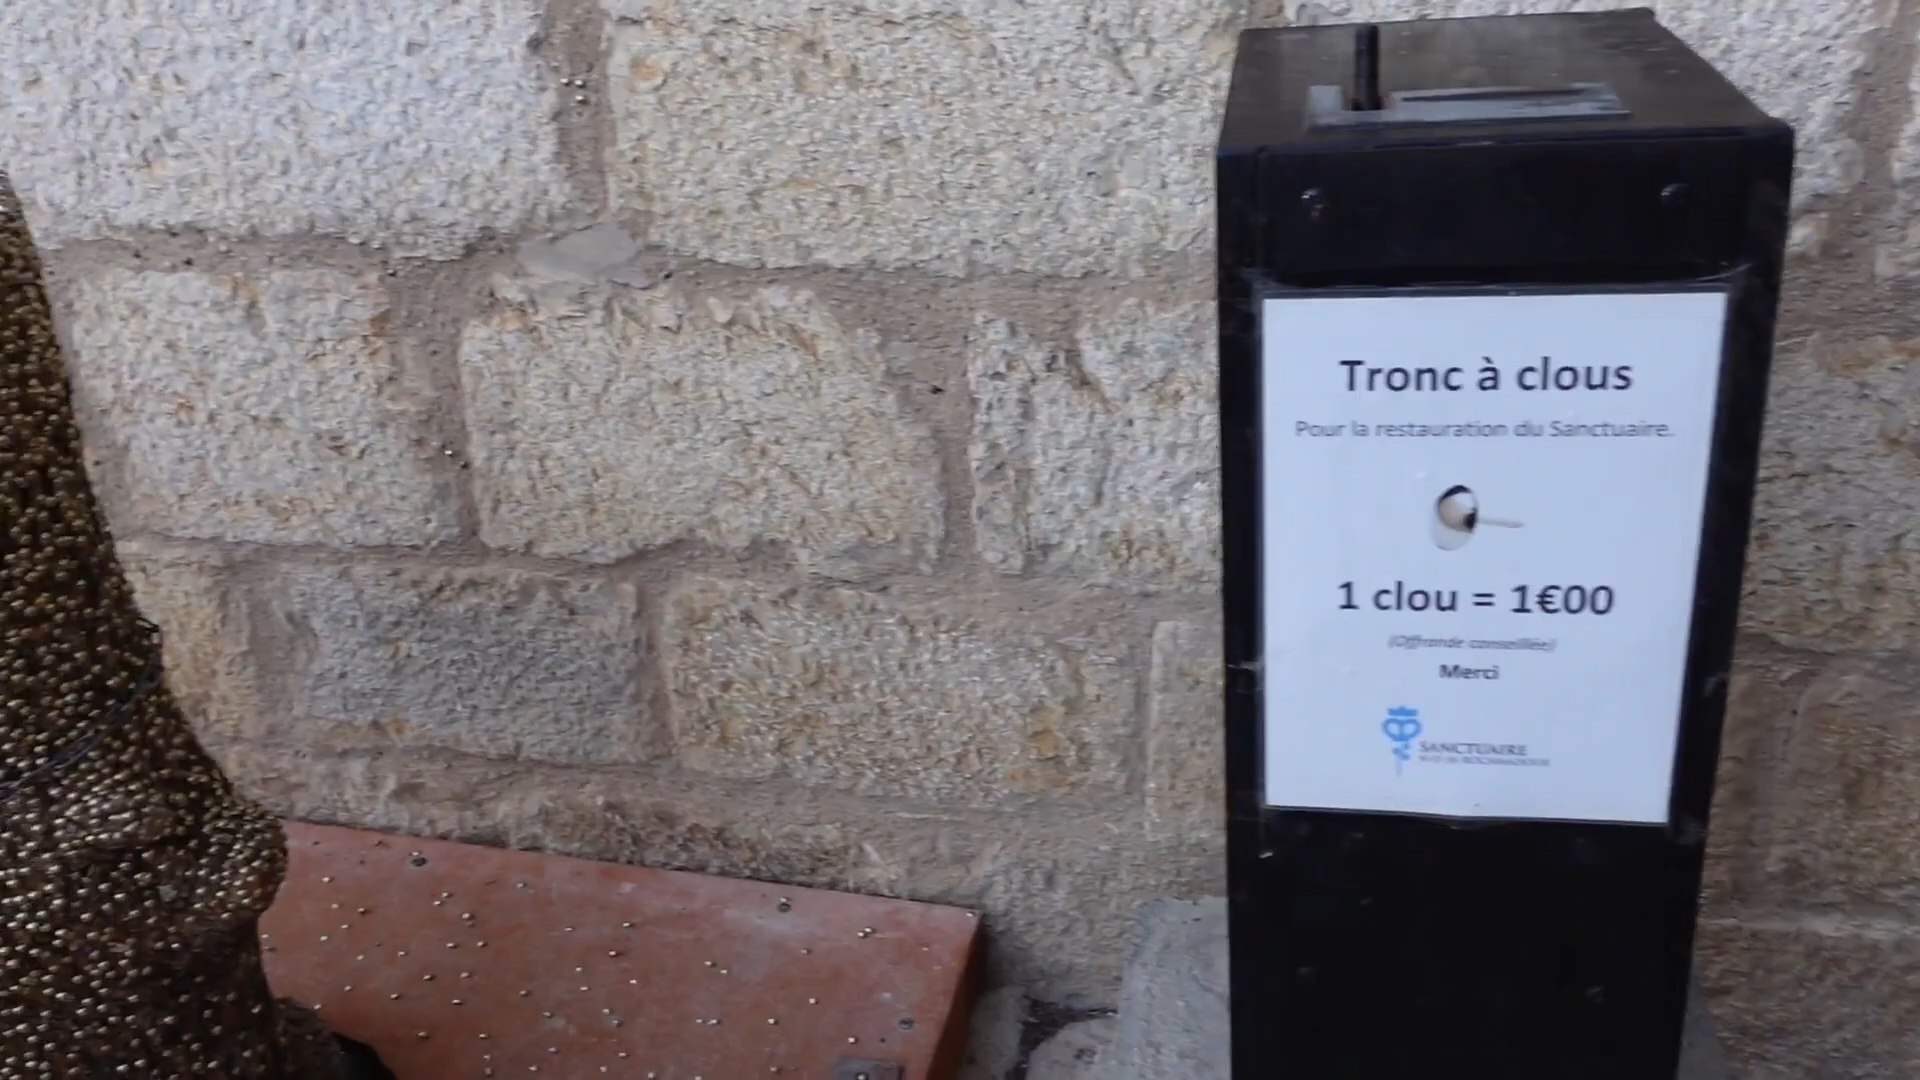 Tronc à clous
Pour la restauration du Sanctuaire.
1 clou = 1€00
(Offrande conseillée)
Merci
SANCTUAIRE